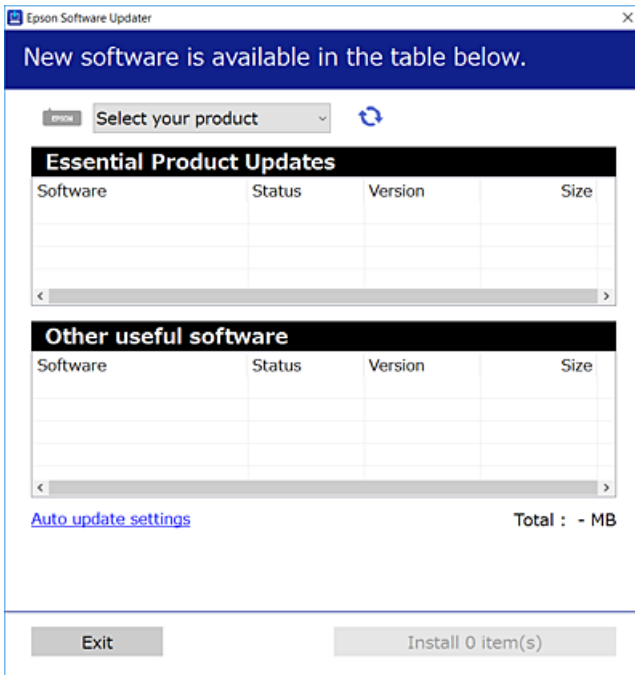 Epson Software Updater
New software is available in the table below.
EPSON Select your product
Essential Product Updates
Software Status Version Size
Other useful software
Software Status Version Size
Auto update settings Total : - MB
Exit Install 0 item(s)